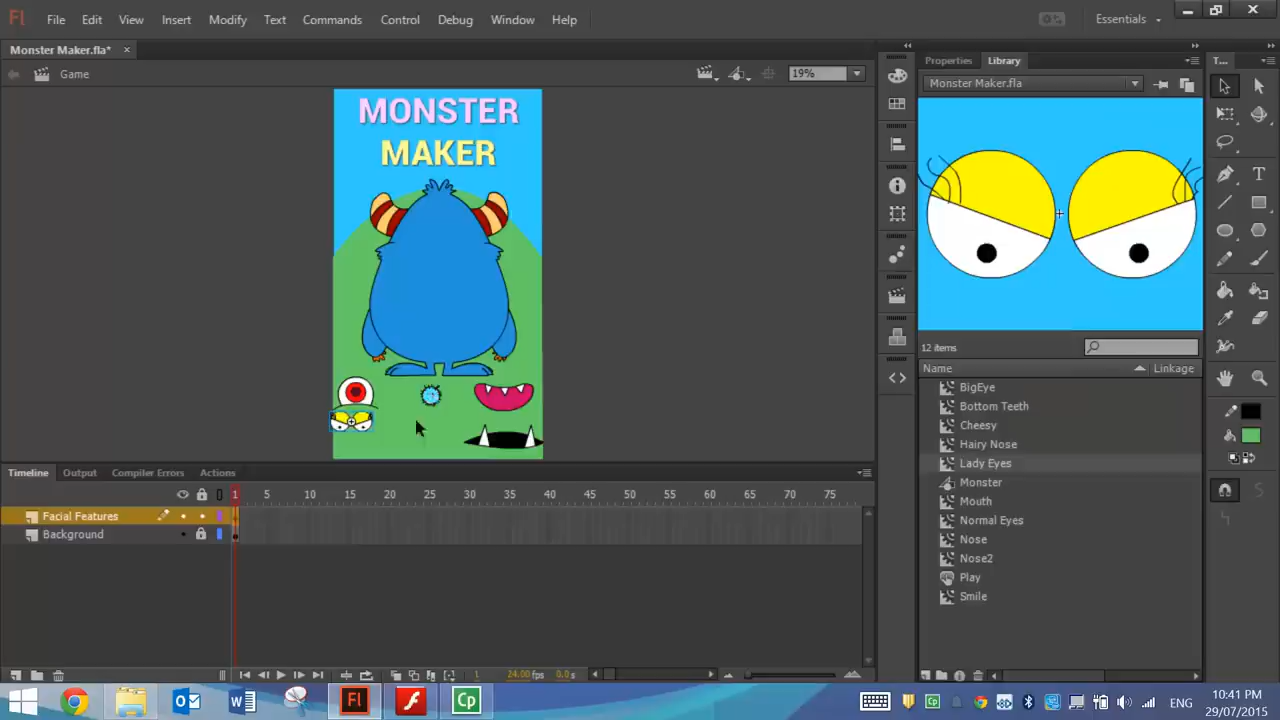 Fl File Edit View Insert Modify Text Commands Control Debug Window Help Essentials
Monster Maker.fla* ×
Game
19%
MONSTER
MAKER
Properties Library
T...
Monster Maker.fla
12 items
Name Linkage
BigEye
Bottom Teeth
Cheesy
Hairy Nose
Lady Eyes
Monster
Mouth
Normal Eyes
Nose
Nose2
Play
Smile
Timeline Output Compiler Errors Actions
1 5 10 15 20 25 30 35 40 45 50 55 60 65 70 75
Facial Features
Background
1 24.00 fps 0.0 s
Fl Cp
Cp ENG
10:41 PM
29/07/2015